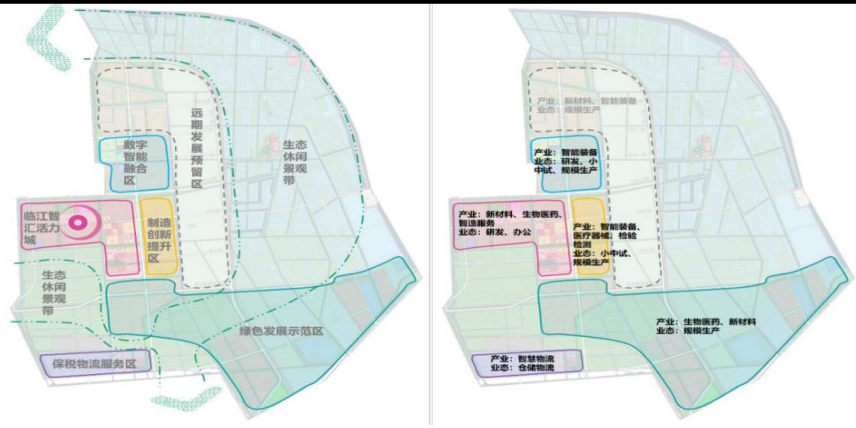 远期发展预留区
生态
休闲
景观
带
数字
智能
融合
区
临江智
汇活力
城
制造
创新
提升
区
生态
休闲
景观
带
绿色发展示范区
保税物流服务区
产业：新材料、智能装备
业态：规模生产
产业：智能装备
业态：研发、小
中试、规模生产
产业：新材料、生物医药、
智造服务
业态：研发、办公
产业：智能装备、
医疗器械、检验
检测
业态：小中试、
规模生产
产业：生物医药、新材料
业态：规模生产
产业：智慧物流
业态：仓储物流